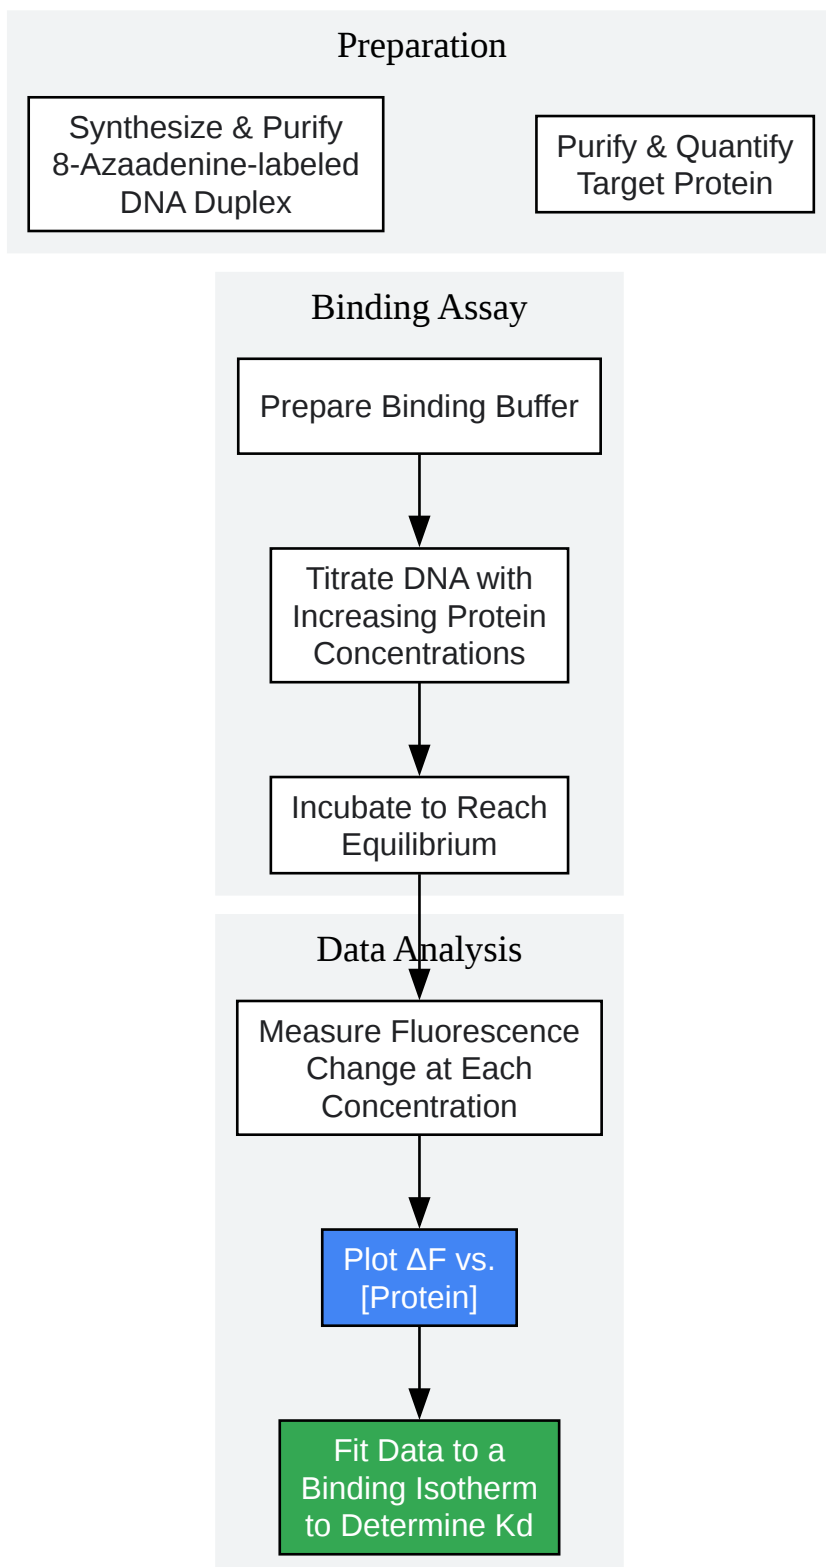 Preparation
Synthesize & Purify
8-Azaadenine-labeled
DNA Duplex
Purify & Quantify
Target Protein
Binding Assay
Prepare Binding Buffer
Titrate DNA with
Increasing Protein
Concentrations
Incubate to Reach
Equilibrium
Data Analysis
Measure Fluorescence
Change at Each
Concentration
Plot ΔF vs.
[Protein]
Fit Data to a
Binding Isotherm
to Determine Kd